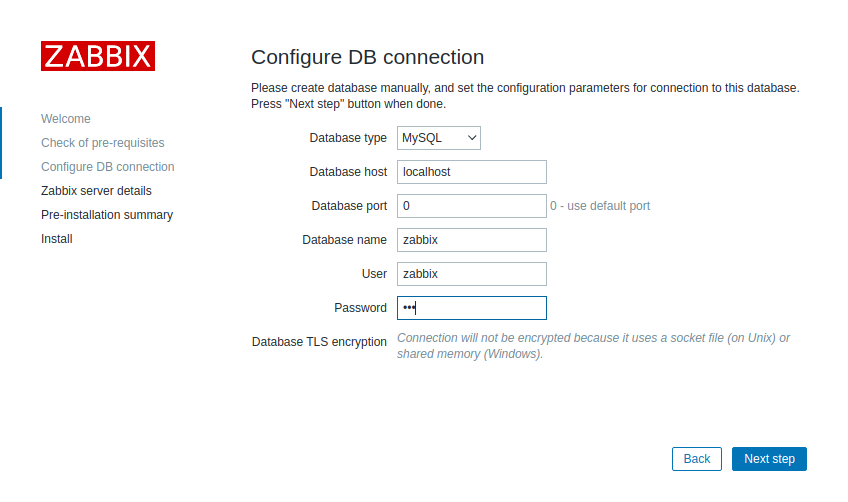 ZABBIX
Welcome
Check of pre-requisites
Configure DB connection
Zabbix server details
Pre-installation summary
Install
Configure DB connection
Please create database manually, and set the configuration parameters for connection to this database.
Press "Next step" button when done.
Database type MySQL
Database host localhost
Database port 0 0 - use default port
Database name zabbix
User zabbix
Password •••
Database TLS encryption Connection will not be encrypted because it uses a socket file (on Unix) or
shared memory (Windows).
Back Next step